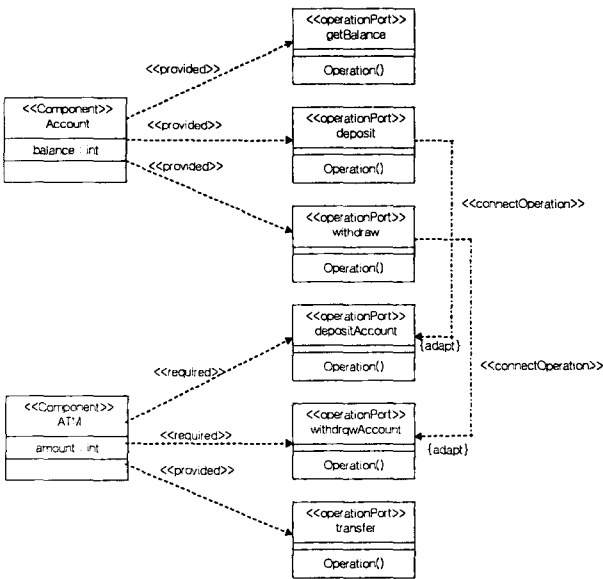 <<operationPort>>
getBalance
Operation()
<<provided>>
<<Component>>
Account
balance : int
<<provided>>
<<operationPort>>
deposit
Operation()
<<provided>>
<<operationPort>>
withdraw
Operation()
<<connectOperation>>
<<operationPort>>
depositAccount
Operation()
{adapt}
<<connectOperation>>
<<required>>
<<Component>>
ATM
amount : int
<<required>>
<<operationPort>>
withdrqwAccount
Operation()
{adapt}
<<provided>>
<<operationPort>>
transfer
Operation()